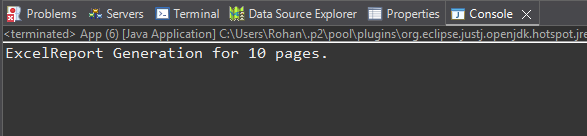 Problems Servers Terminal Data Source Explorer Properties Console
<terminated> App (6) [Java Application] C:\Users\Rohan\.p2\pool\plugins\org.eclipse.justj.openjdk.hotspot.jre
ExcelReport Generation for 10 pages.